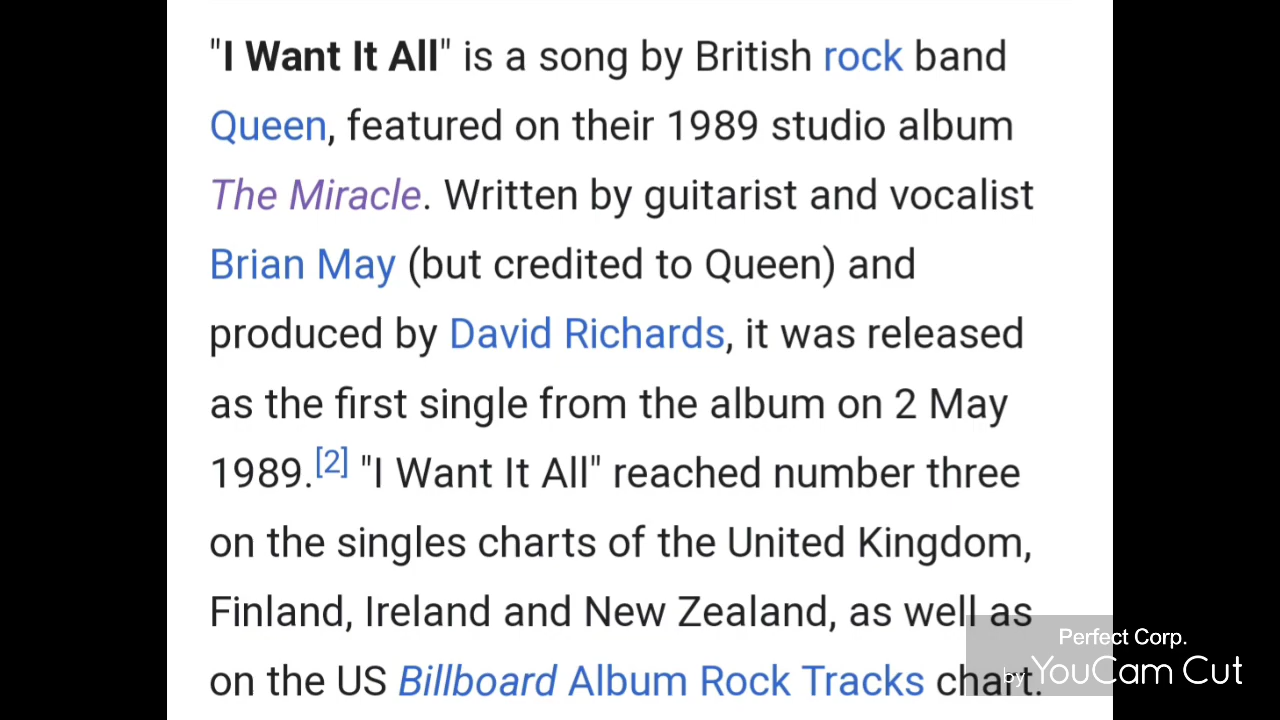 "I Want It All" is a song by British rock band
Queen, featured on their 1989 studio album
The Miracle. Written by guitarist and vocalist
Brian May (but credited to Queen) and
produced by David Richards, it was released
as the first single from the album on 2 May
1989.[2] "I Want It All" reached number three
on the singles charts of the United Kingdom,
Finland, Ireland and New Zealand, as well as
on the US Billboard Album Rock Tracks chart.
Perfect Corp.
by YouCam Cut